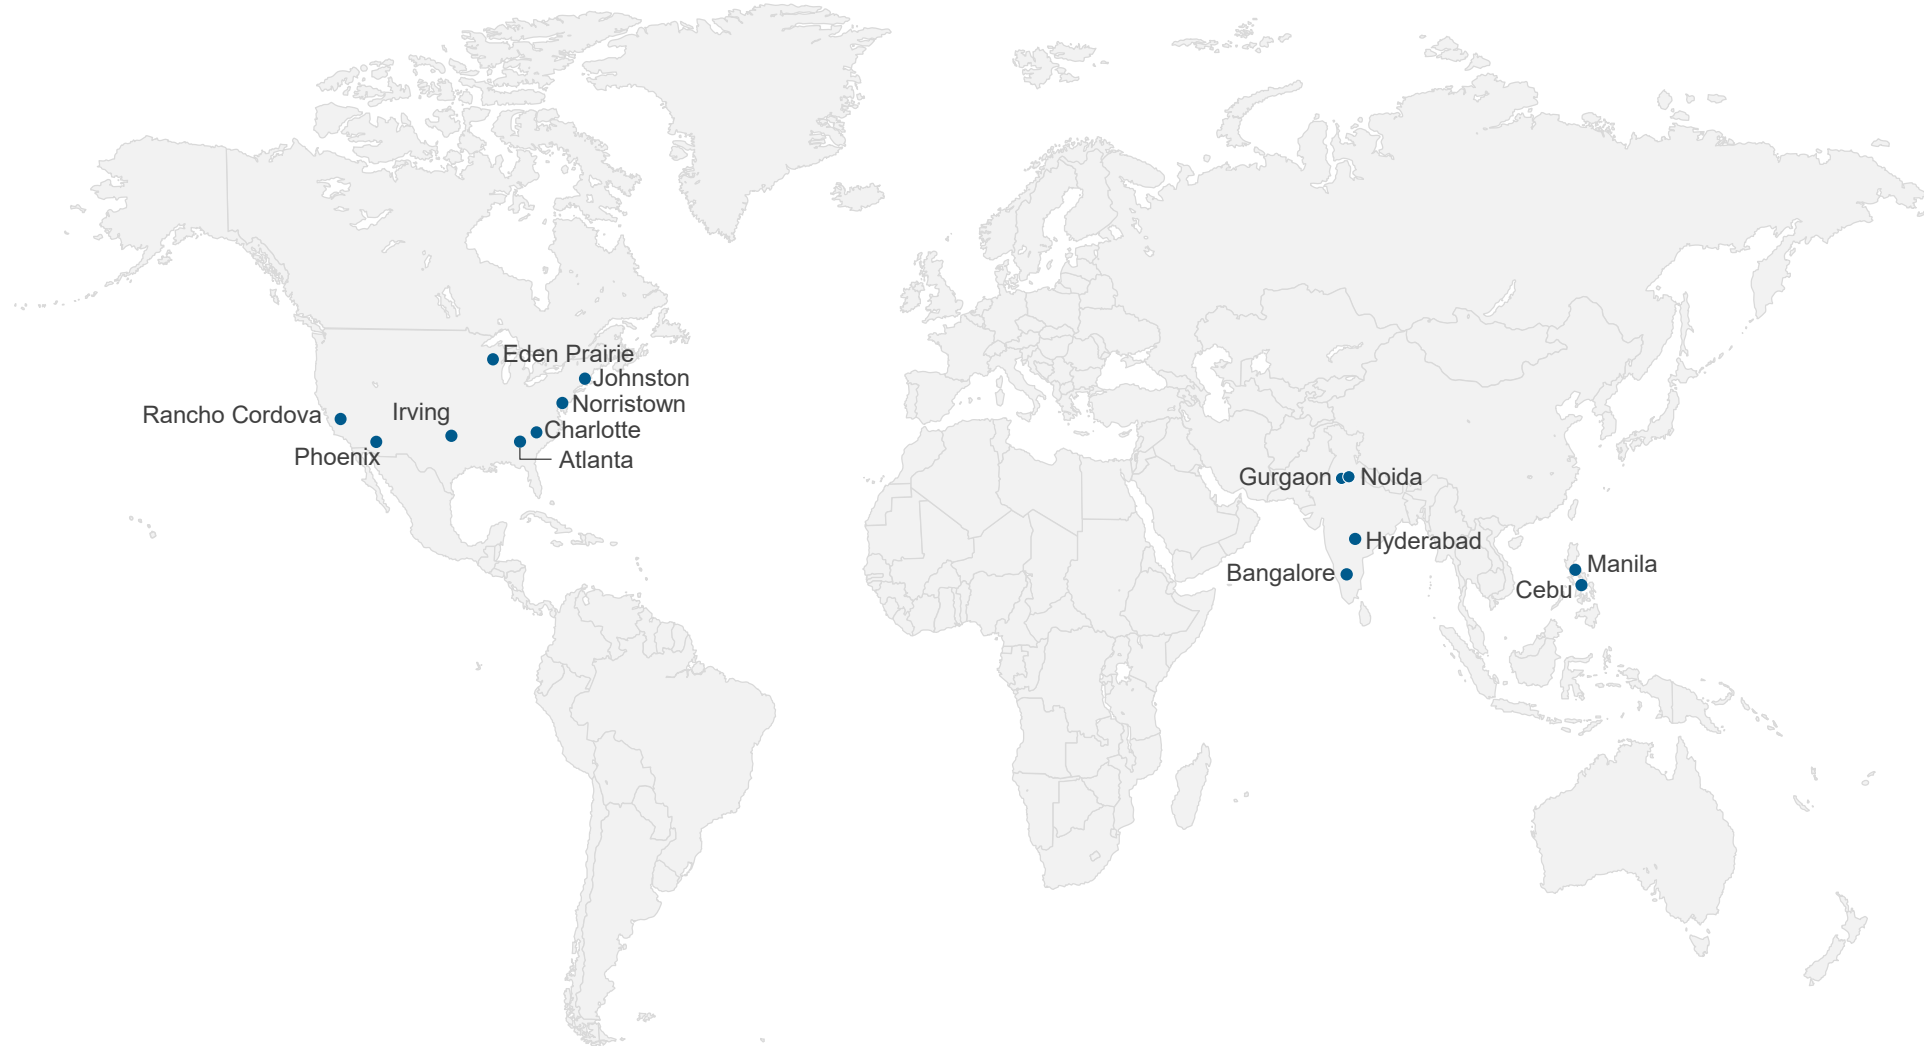 Eden Prairie
Johnston
Norristown
Rancho Cordova
Irving
Charlotte
Phoenix
Atlanta
Gurgaon
Noida
Hyderabad
Bangalore
Manila
Cebu